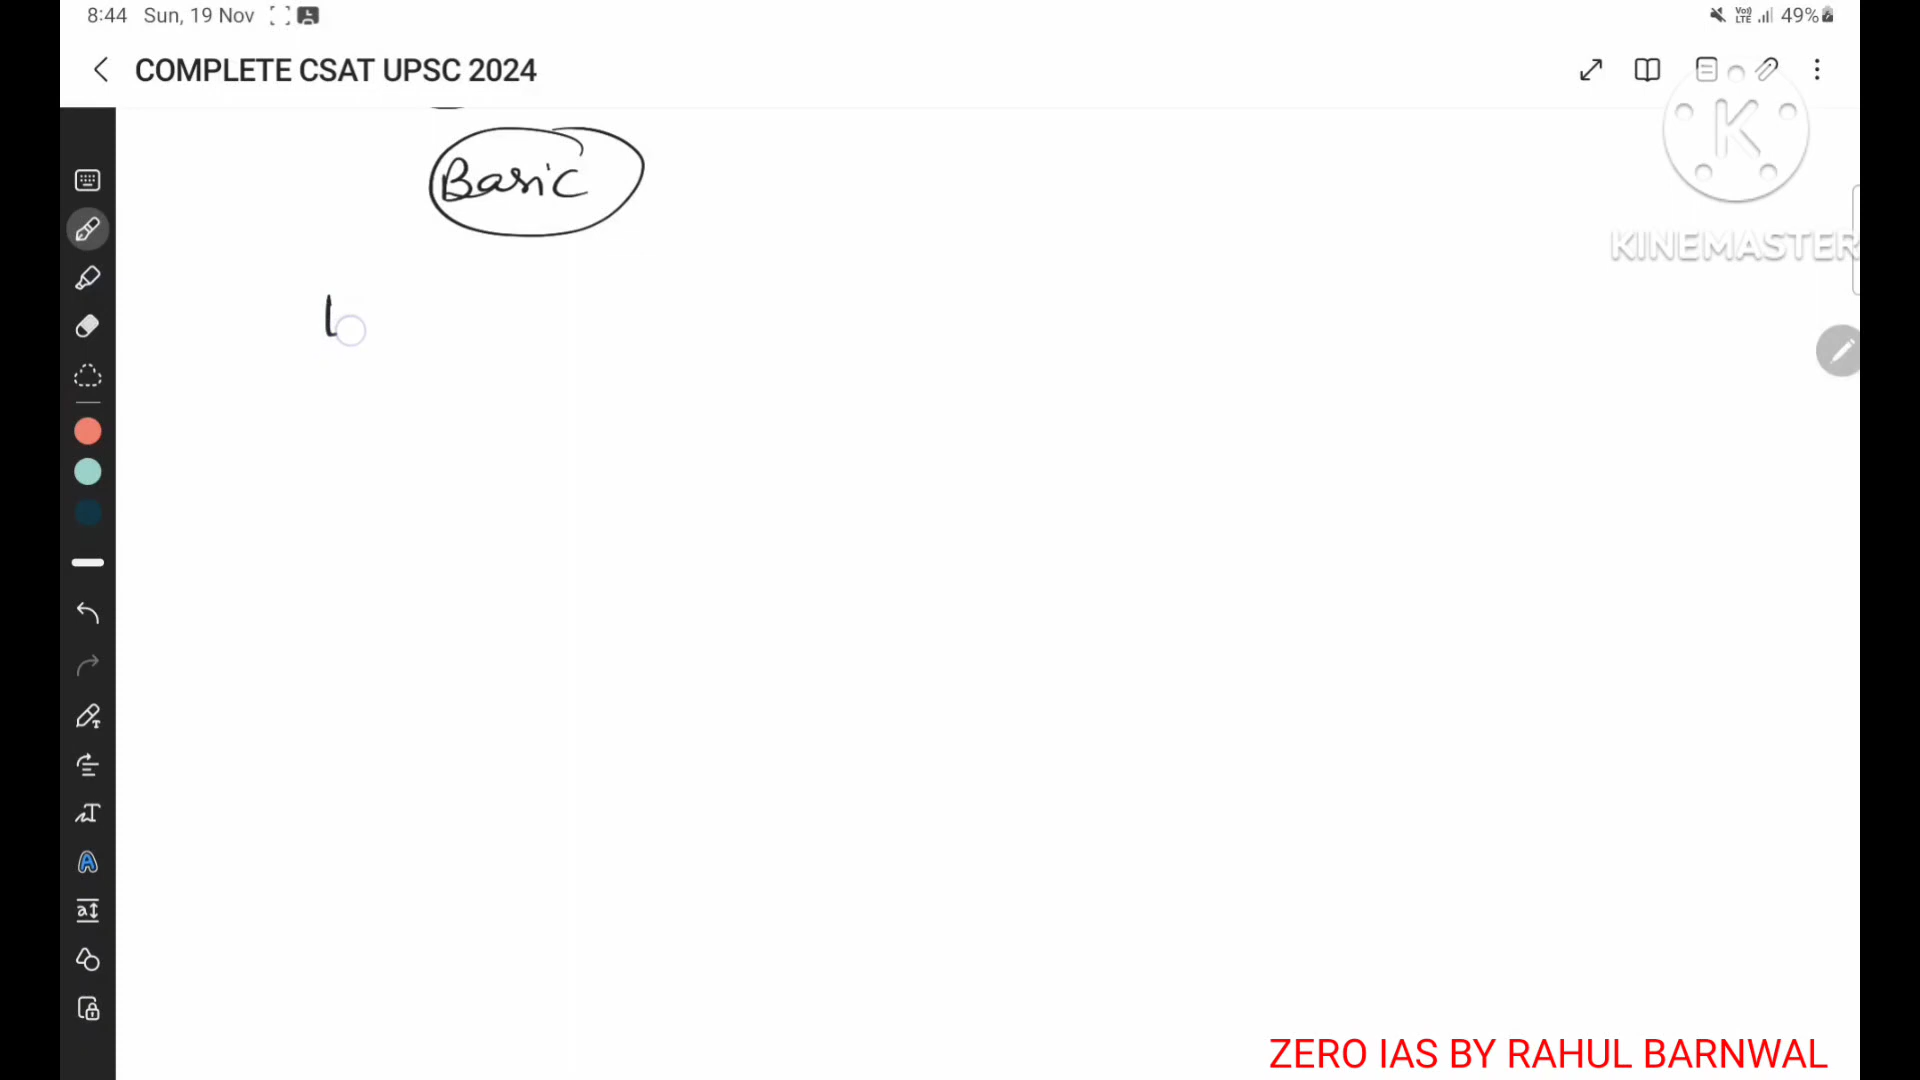 8:44 Sun, 19 Nov 49%
COMPLETE CSAT UPSC 2024
K
KINEMASTER
Basic
ZERO IAS BY RAHUL BARNWAL